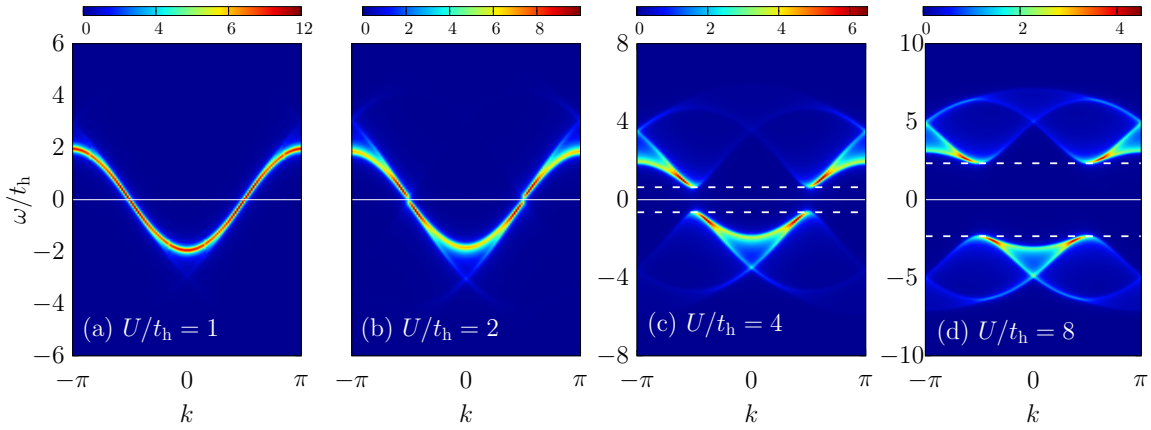 0 4 6 12
0 2 4 6 8
0 2 4 6
0 2 4
6 4 2 0 −2 −4 −6
8 4 0 −4 −8
10 5 0 −5 −10
ω/t_h
(a) U/t_h = 1
(b) U/t_h = 2
(c) U/t_h = 4
(d) U/t_h = 8
−π 0 π
−π 0 π
−π 0 π
−π 0 π
k
k
k
k